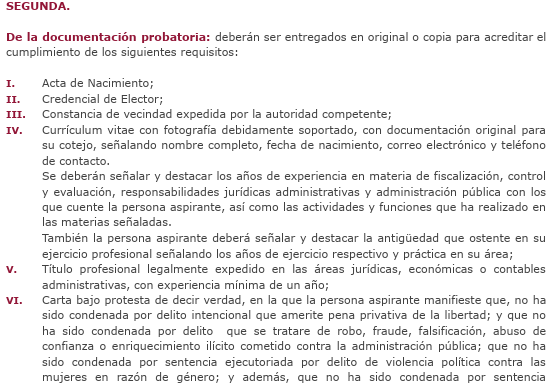 SEGUNDA.
De la documentación probatoria: deberán ser entregados en original o copia para acreditar el
cumplimiento de los siguientes requisitos:
I. Acta de Nacimiento;
II. Credencial de Elector;
III. Constancia de vecindad expedida por la autoridad competente;
IV. Currículum vitae con fotografía debidamente soportado, con documentación original para
su cotejo, señalando nombre completo, fecha de nacimiento, correo electrónico y teléfono
de contacto.
Se deberán señalar y destacar los años de experiencia en materia de fiscalización, control
y evaluación, responsabilidades jurídicas administrativas y administración pública con los
que cuente la persona aspirante, así como las actividades y funciones que ha realizado en
las materias señaladas.
También la persona aspirante deberá señalar y destacar la antigüedad que ostente en su
ejercicio profesional señalando los años de ejercicio respectivo y práctica en su área;
V. Título profesional legalmente expedido en las áreas jurídicas, económicas o contables
administrativas, con experiencia mínima de un año;
VI. Carta bajo protesta de decir verdad, en la que la persona aspirante manifieste que, no ha
sido condenada por delito intencional que amerite pena privativa de la libertad; y que no
ha sido condenada por delito que se tratare de robo, fraude, falsificación, abuso de
confianza o enriquecimiento ilícito cometido contra la administración pública; que no ha
sido condenada por sentencia ejecutoriada por delito de violencia política contra las
mujeres en razón de género; y además, que no ha sido condenada por sentencia